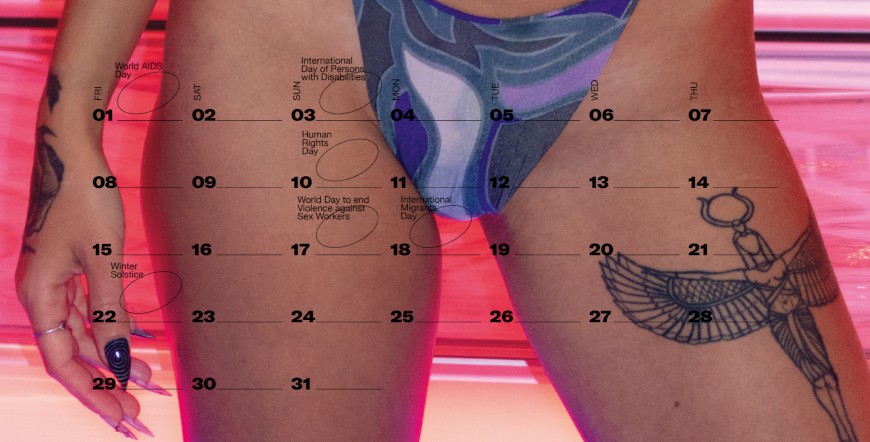 World AIDS
Day
International
Day of Persons
with Disabilities
FRI
SAT
SUN
MON
TUE
WED
THU
01
02
03
04
05
06
07
Human
Rights
Day
08
09
10
11
12
13
14
World Day to end
Violence against
Sex Workers
International
Migrants
Day
15
16
17
18
19
20
21
Winter
Solstice
22
23
24
25
26
27
28
29
30
31